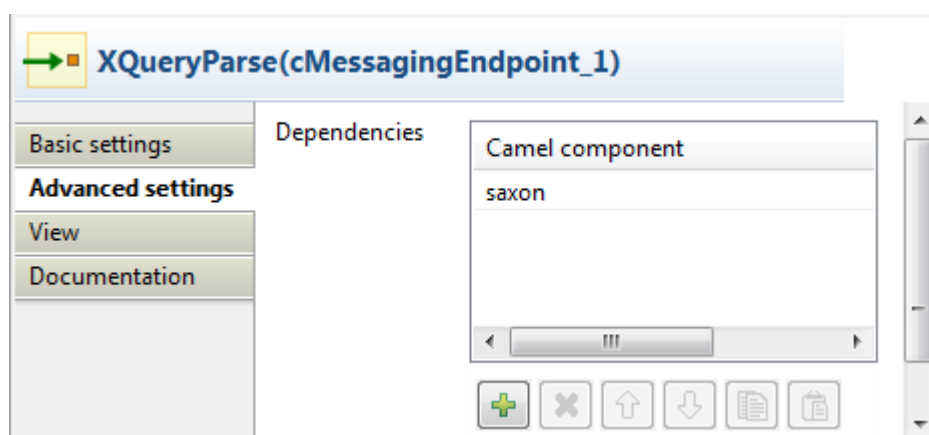 XQueryParse(cMessagingEndpoint_1)
Basic settings
Advanced settings
View
Documentation
Dependencies
Camel component
saxon